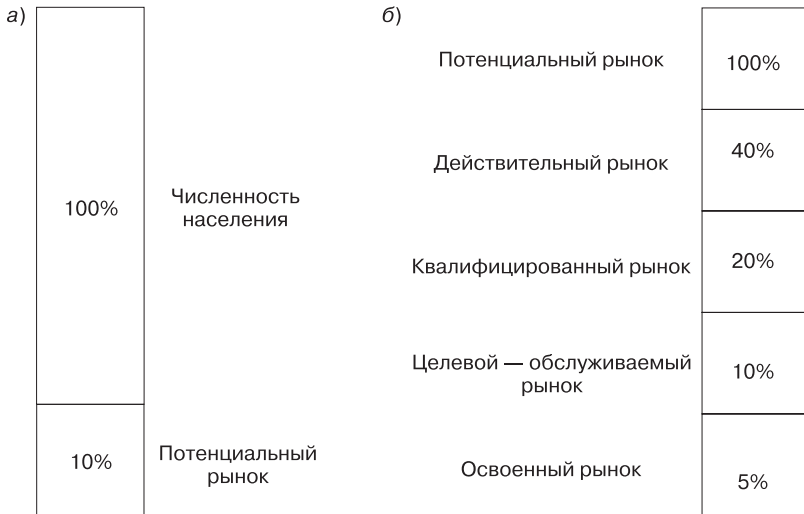 а)
100%
Численность
населения
10%
Потенциальный
рынок
б)
Потенциальный рынок
100%
Действительный рынок
40%
Квалифицированный рынок
20%
Целевой — обслуживаемый
рынок
10%
Освоенный рынок
5%